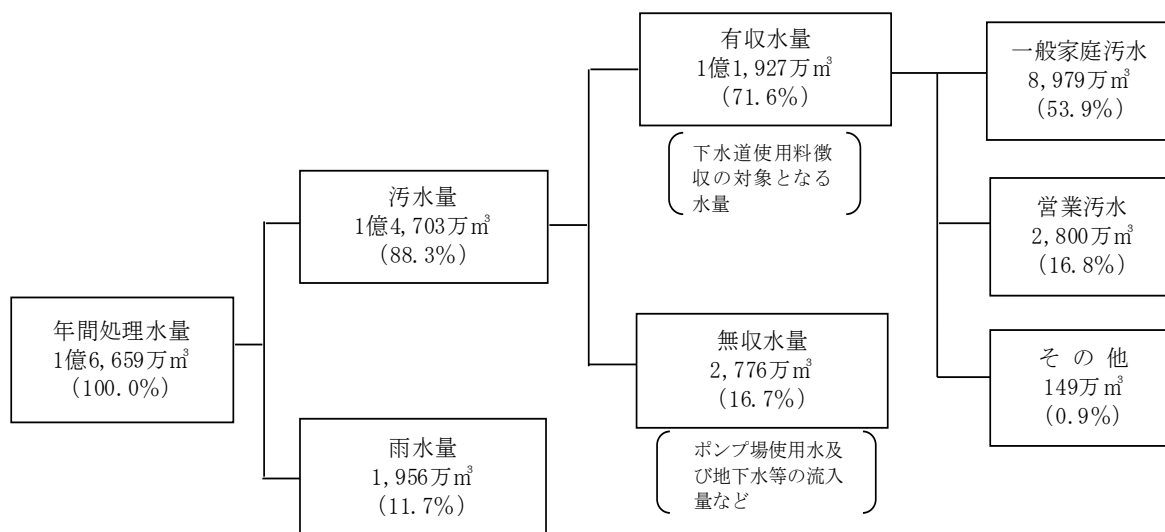 年間処理水量
1億6,659万㎥
(100.0%)
汚水量
1億4,703万㎥
(88.3%)
雨水量
1,956万㎥
(11.7%)
有収水量
1億1,927万㎥
(71.6%)
下水道使用料徴
収の対象となる
水量
無収水量
2,776万㎥
(16.7%)
ポンプ場使用水及
び地下水等の流入
量など
一般家庭汚水
8,979万㎥
(53.9%)
営業汚水
2,800万㎥
(16.8%)
そ の 他
149万㎥
(0.9%)